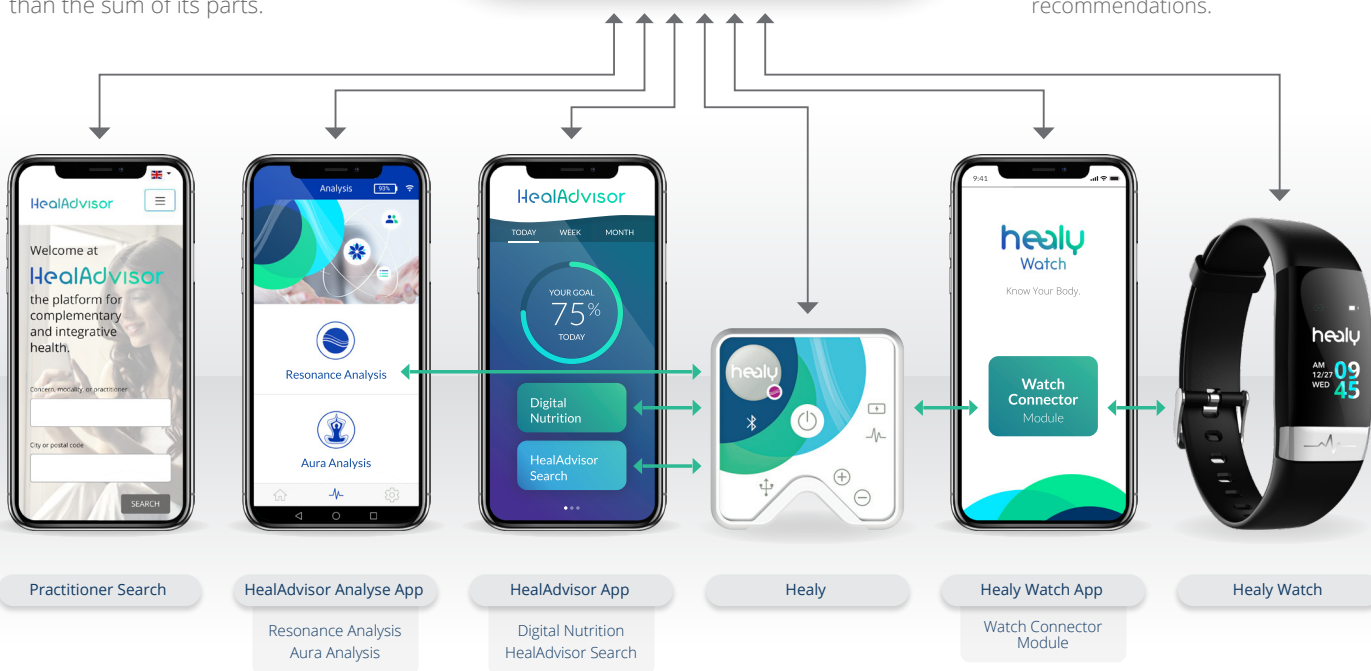 than the sum of its parts.
recommendations.
HealAdvisor
Welcome at
HealAdvisor
the platform for
complementary
and integrative
health.
Concern, modality, or practitioner
City or postal code
SEARCH
Analysis
93%
Resonance Analysis
Aura Analysis
HealAdvisor
TODAY WEEK MONTH
YOUR GOAL
75%
TODAY
Digital
Nutrition
HealAdvisor
Search
healy
9:41
healy
Watch
Know Your Body.
Watch
Connector
Module
healy
AM 09
12/27
WED 45
Practitioner Search
HealAdvisor Analyse App
Resonance Analysis
Aura Analysis
HealAdvisor App
Digital Nutrition
HealAdvisor Search
Healy
Healy Watch App
Watch Connector
Module
Healy Watch